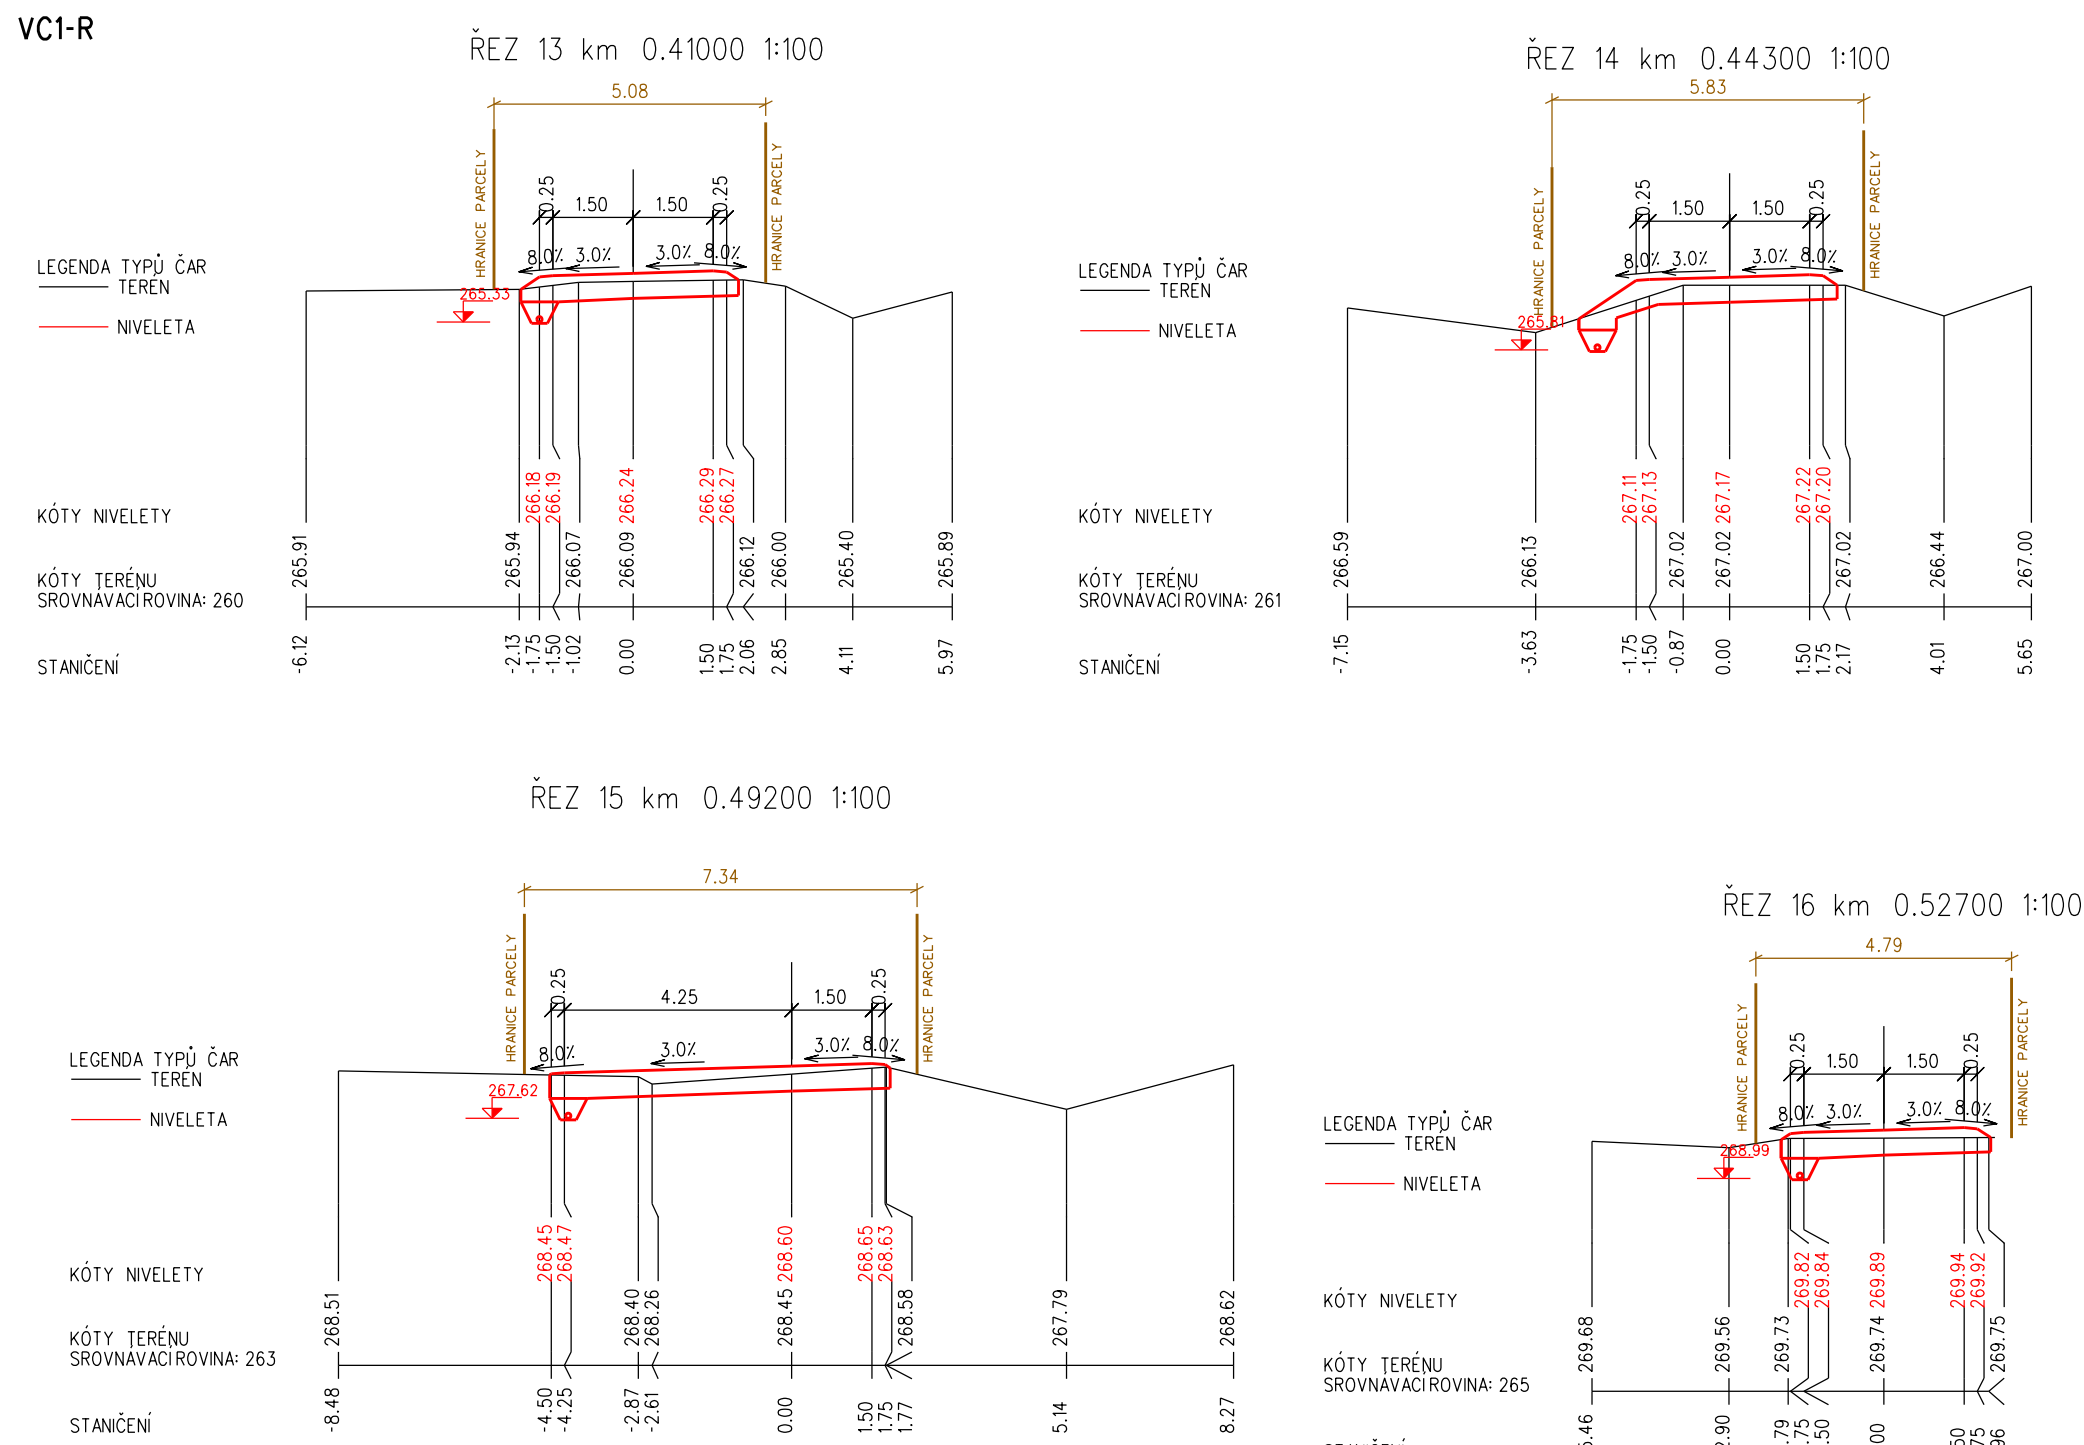 VC1-R
ŘEZ 13 km 0.41000 1:100
5.08
HRANICE PARCELY
HRANICE PARCELY
0.25 1.50 1.50 0.25
8.0% 3.0% 3.0% 8.0%
LEGENDA TYPŮ ČAR
TERÉN
NIVELETA
265.33
KÓTY NIVELETY
266.18 266.19 266.24 266.29 266.27
KÓTY TERÉNU
265.91 265.94 266.07 266.09 266.12 266.00 265.40 265.89
SROVNÁVACÍ ROVINA: 260
STANIČENÍ
-6.12 -2.13 -1.75 -1.50 -1.02 0.00 1.50 1.75 2.06 2.85 4.11 5.97
ŘEZ 14 km 0.44300 1:100
5.83
HRANICE PARCELY
HRANICE PARCELY
0.25 1.50 1.50 0.25
8.0% 3.0% 3.0% 8.0%
LEGENDA TYPŮ ČAR
TERÉN
NIVELETA
265.81
KÓTY NIVELETY
267.11 267.13 267.17 267.22 267.20
KÓTY TERÉNU
266.59 266.13 267.02 267.02 267.02 266.44 267.00
SROVNÁVACÍ ROVINA: 261
STANIČENÍ
-7.15 -3.63 -1.75 -1.50 -0.87 0.00 1.50 1.75 2.17 4.01 5.65
ŘEZ 15 km 0.49200 1:100
7.34
HRANICE PARCELY
HRANICE PARCELY
0.25 4.25 1.50 0.25
8.0% 3.0% 3.0% 8.0%
LEGENDA TYPŮ ČAR
TERÉN
NIVELETA
267.62
KÓTY NIVELETY
268.45 268.47 268.60 268.65 268.63
KÓTY TERÉNU
268.51 268.40 268.26 268.45 268.58 267.79 268.62
SROVNÁVACÍ ROVINA: 263
STANIČENÍ
-8.48 -4.50 -4.25 -2.87 -2.61 0.00 1.50 1.75 1.77 5.14 8.27
ŘEZ 16 km 0.52700 1:100
4.79
HRANICE PARCELY
HRANICE PARCELY
0.25 1.50 1.50 0.25
8.0% 3.0% 3.0% 8.0%
LEGENDA TYPŮ ČAR
TERÉN
NIVELETA
268.99
KÓTY NIVELETY
269.82 269.84 269.89 269.94 269.92
KÓTY TERÉNU
269.68 269.56 269.73 269.74 269.75
SROVNÁVACÍ ROVINA: 265